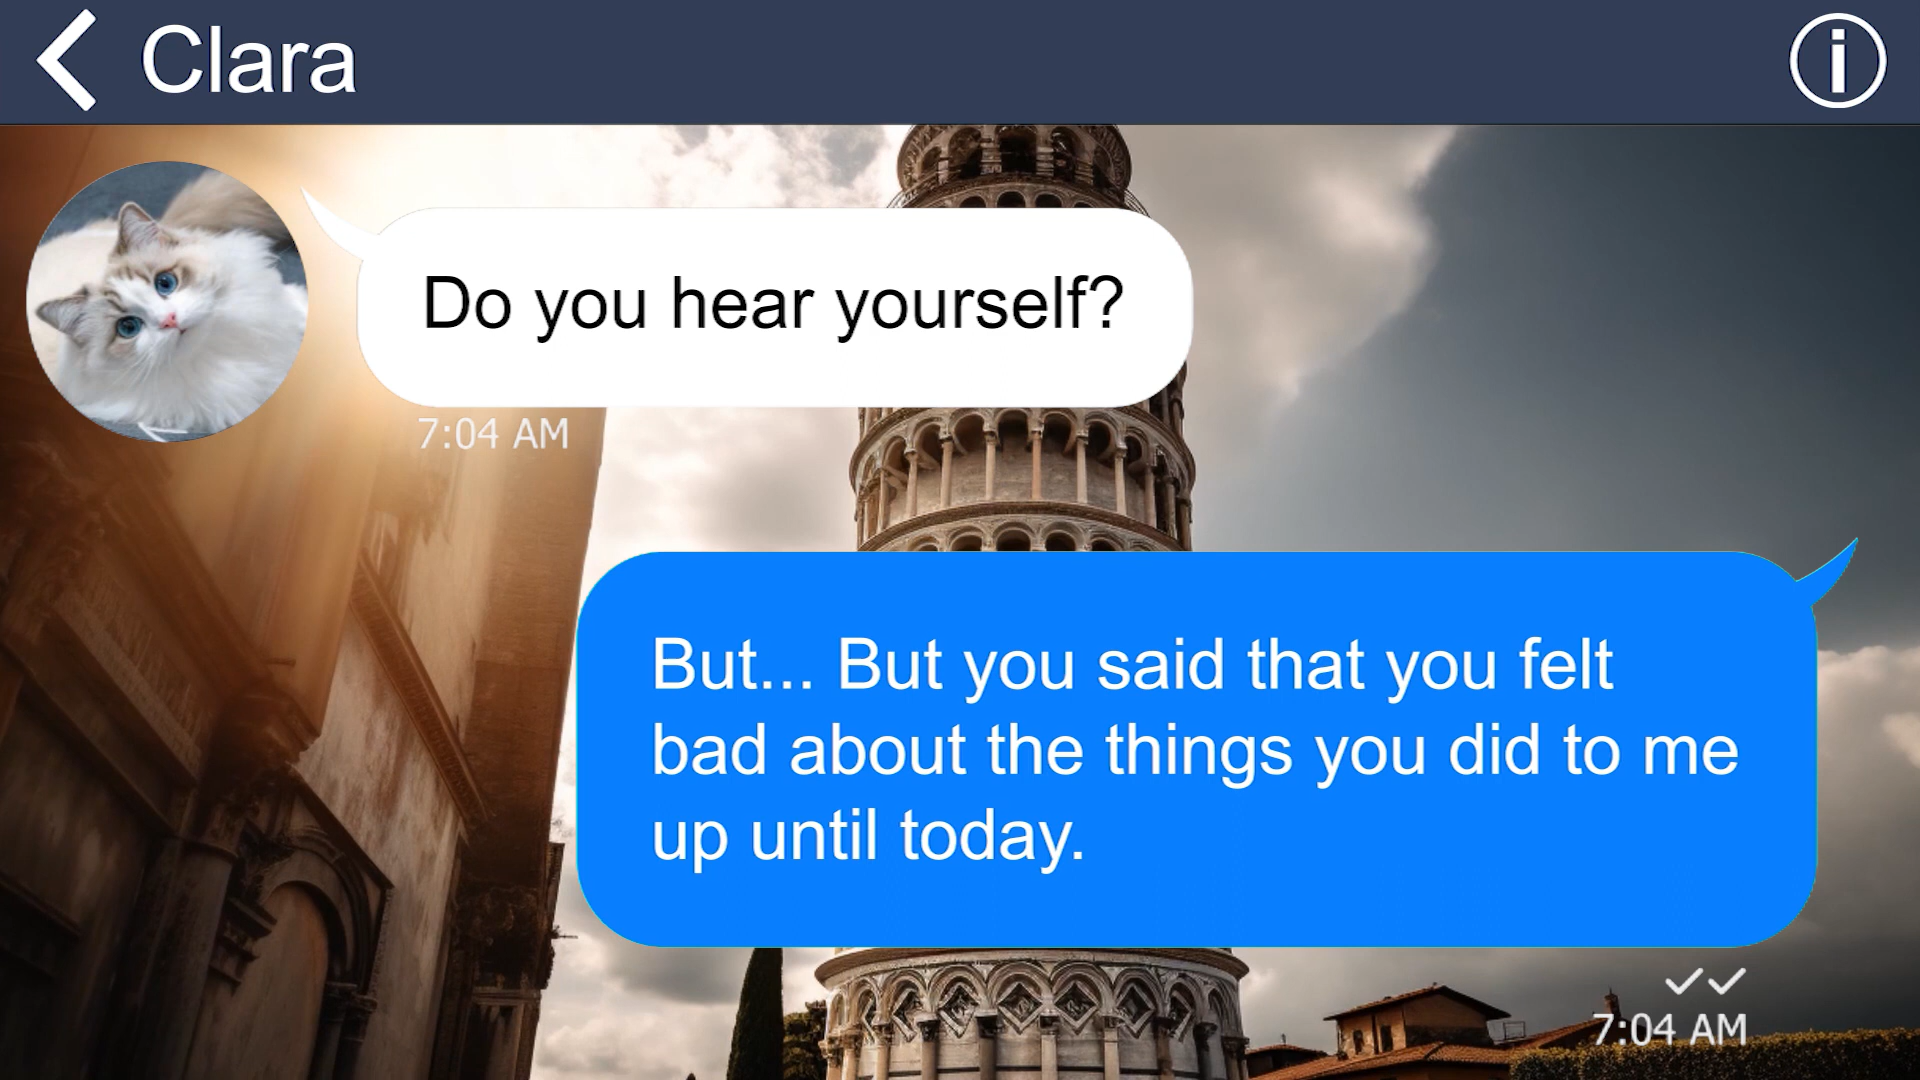 Clara
Do you hear yourself?
7:04 AM
But... But you said that you felt
bad about the things you did to me
up until today.
7:04 AM